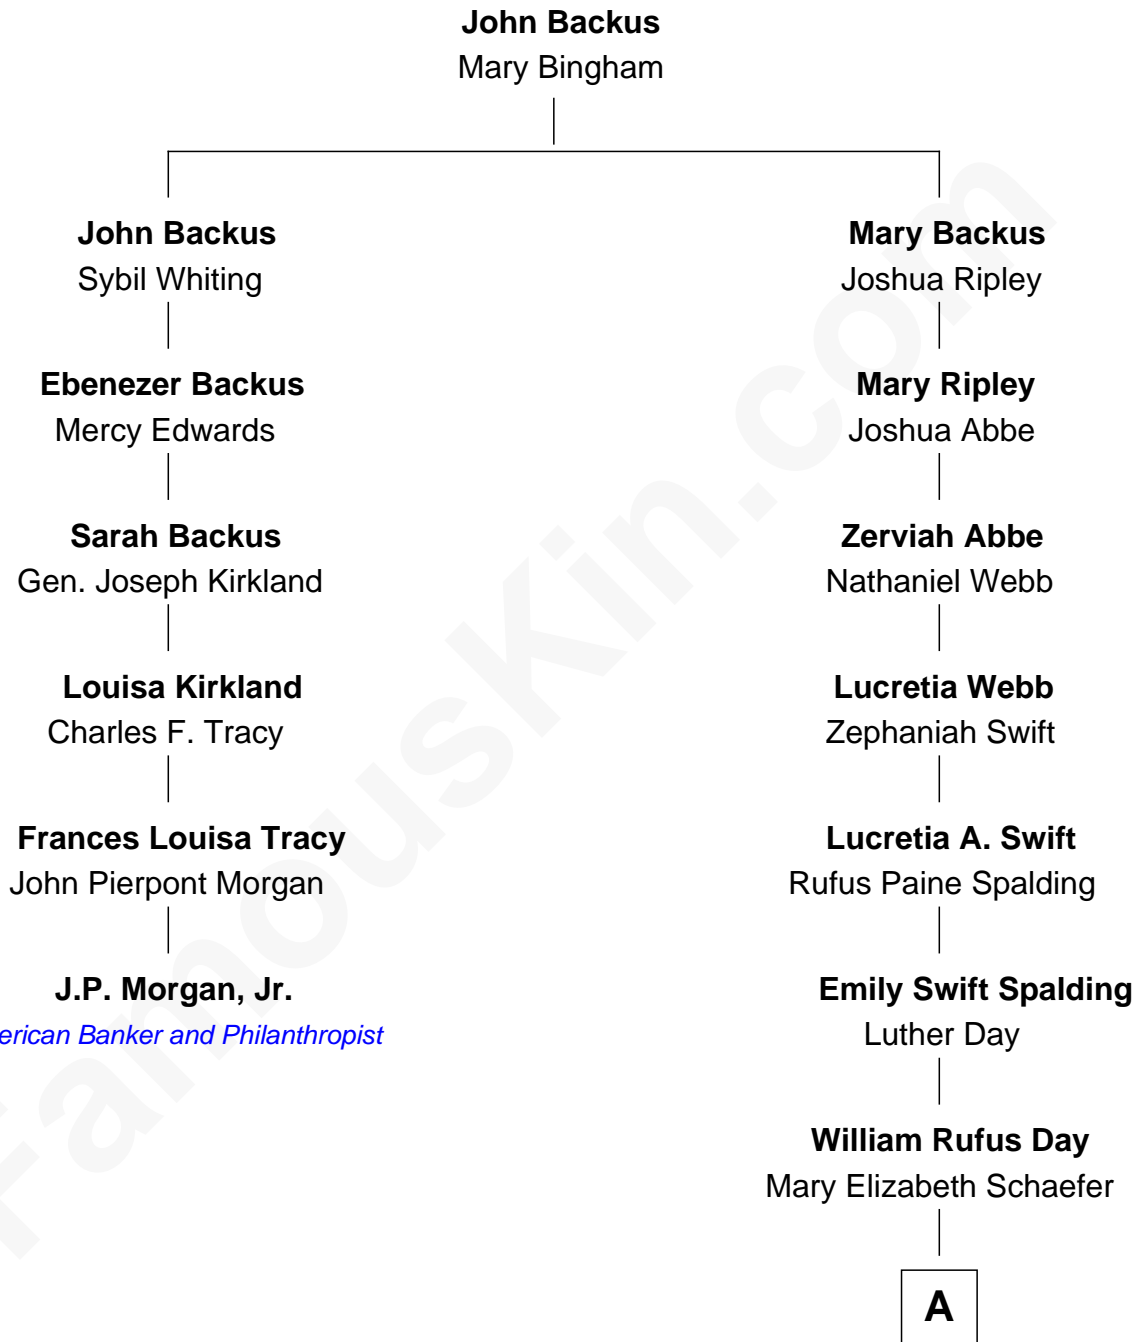 John Backus
Mary Bingham
John Backus
Sybil Whiting
Mary Backus
Joshua Ripley
Ebenezer Backus
Mercy Edwards
Mary Ripley
Joshua Abbe
Sarah Backus
Gen. Joseph Kirkland
Zerviah Abbe
Nathaniel Webb
Louisa Kirkland
Charles F. Tracy
Lucretia Webb
Zephaniah Swift
Frances Louisa Tracy
John Pierpont Morgan
Lucretia A. Swift
Rufus Paine Spalding
J.P. Morgan, Jr.
erican Banker and Philanthropist
Emily Swift Spalding
Luther Day
William Rufus Day
Mary Elizabeth Schaefer
A
FamousKin.com